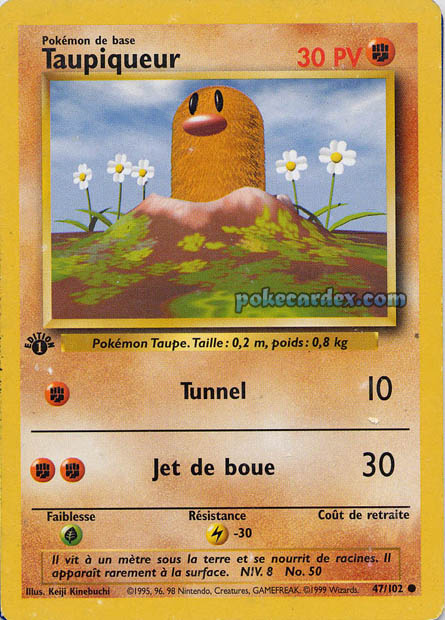 Pokémon de base
Taupiqueur 30 PV
pokecardex.com
EDITION 1
Pokémon Taupe. Taille : 0,2 m, poids : 0,8 kg
Tunnel 10
Jet de boue 30
Faiblesse Résistance Coût de retraite
-30
Il vit à un mètre sous la terre et se nourrit de racines. Il
apparaît rarement à la surface. NIV. 8 No. 50
Illus. Keiji Kinebuchi ©1995, 96, 98 Nintendo, Creatures, GAMEFREAK. ©1999 Wizards. 47/102